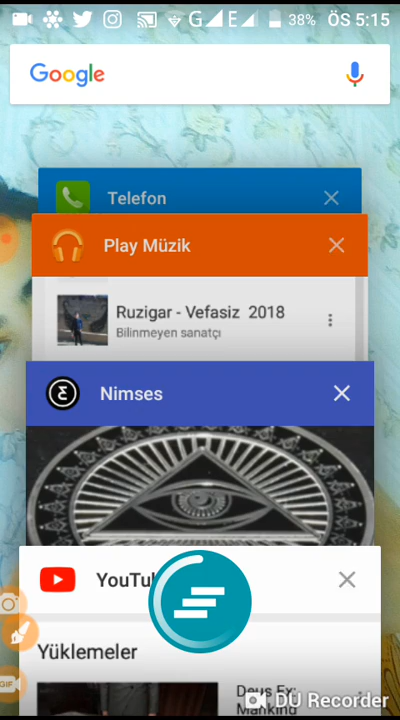 G E 38% ÖS 5:15
Google
Telefon
Play Müzik
Ruzigar - Vefasiz 2018
Bilinmeyen sanatçı
Nimses
YouTu
Yüklemeler
Deus Ex:
Mankind
GIF
DU Recorder